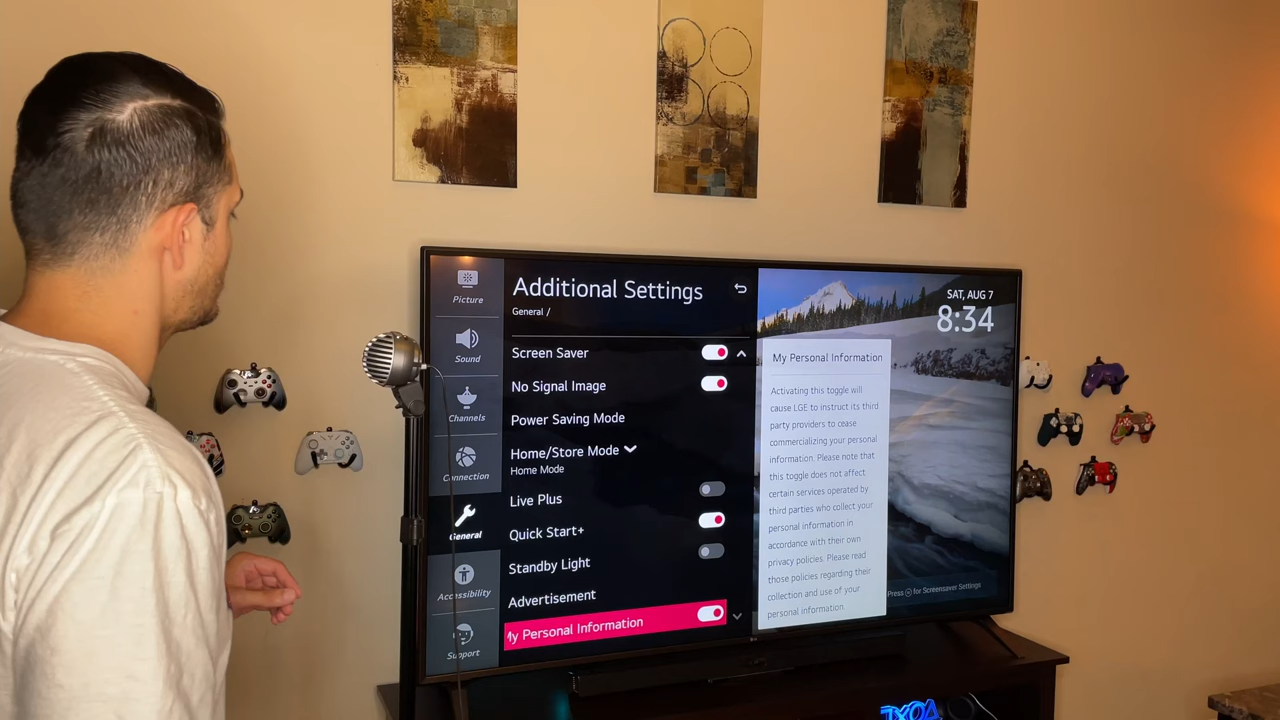 Picture
Sound
Channels
Connection
General
Accessibility
Support
Additional Settings
General /
Screen Saver
No Signal Image
Power Saving Mode
Home/Store Mode
Home Mode
Live Plus
Quick Start+
Standby Light
Advertisement
My Personal Information
SAT, AUG 7
8:34
My Personal Information
Activating this toggle will
cause LGE to instruct its third
party providers to cease
commercializing your personal
information. Please note that
this toggle does not affect
certain services operated by
third parties who collect your
personal information in
accordance with their own
privacy policies. Please read
those policies regarding their
collection and use of your
personal information.
Press for Screensaver Settings
LG